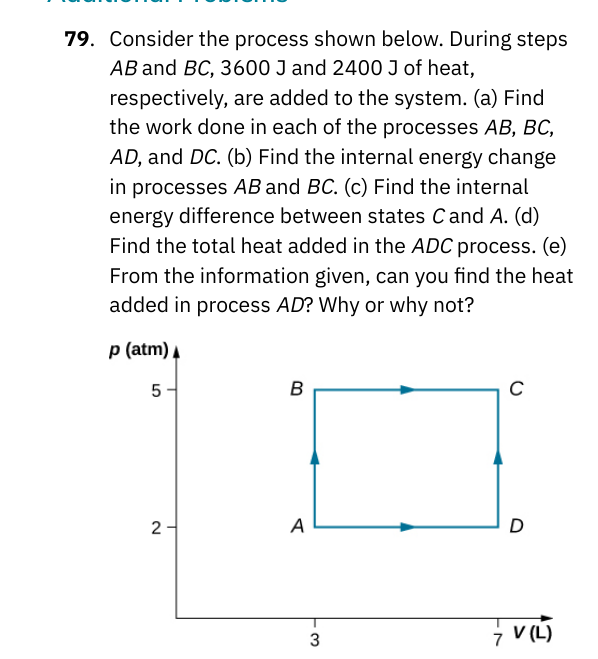 79. Consider the process shown below. During steps
AB and BC, 3600 J and 2400 J of heat,
respectively, are added to the system. (a) Find
the work done in each of the processes AB, BC,
AD, and DC. (b) Find the internal energy change
in processes AB and BC. (c) Find the internal
energy difference between states C and A. (d)
Find the total heat added in the ADC process. (e)
From the information given, can you find the heat
added in process AD? Why or why not?
p (atm)
5
B
C
2
A
D
3
7
V (L)